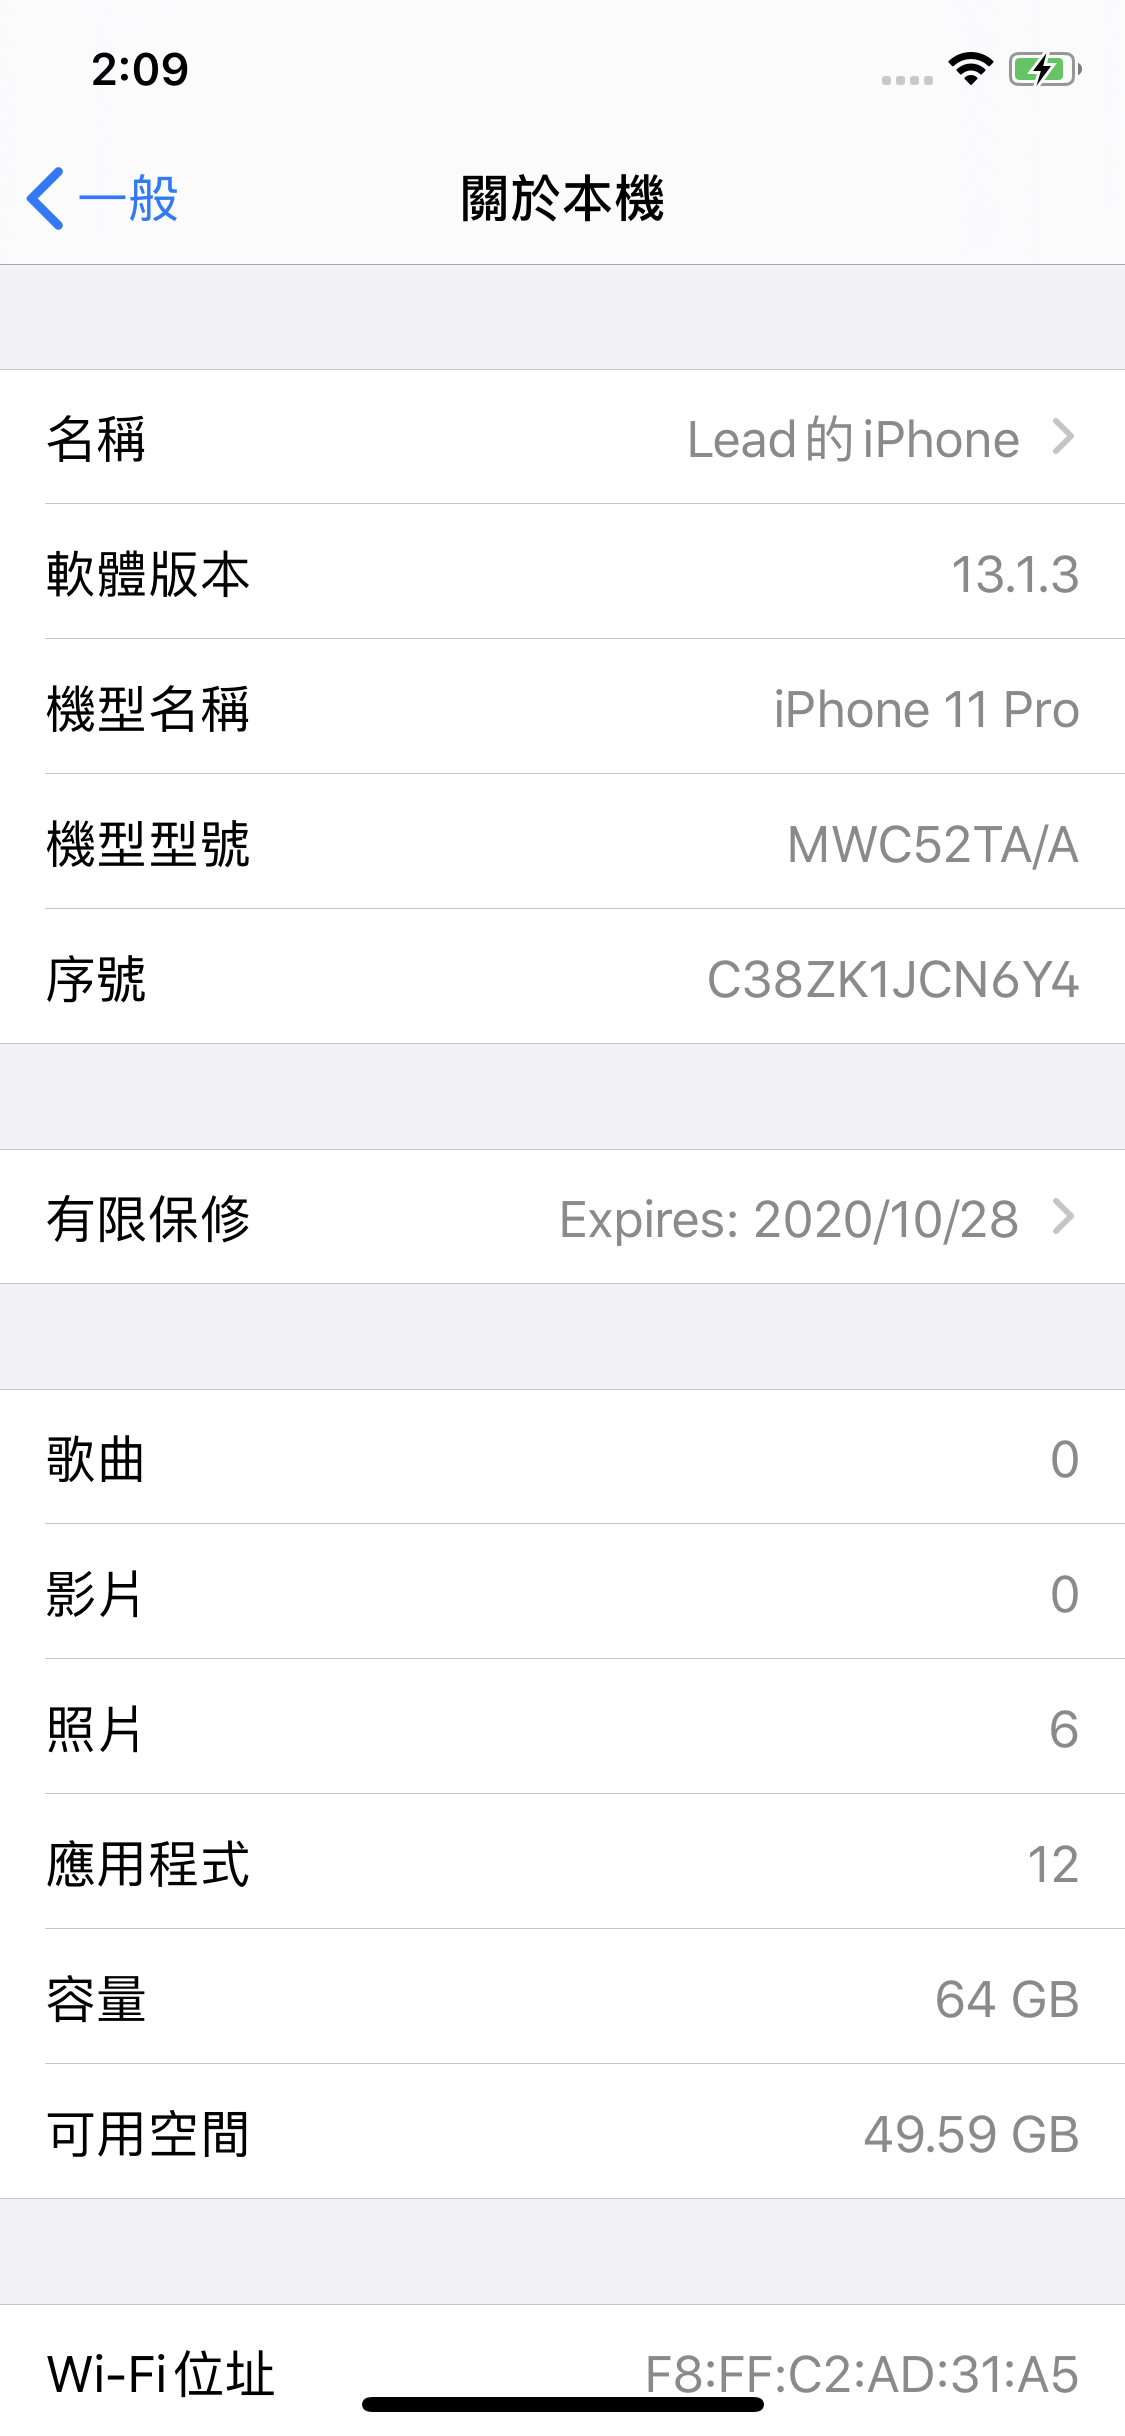 2:09
一般
關於本機
名稱 Lead的iPhone
軟體版本 13.1.3
機型名稱 iPhone 11 Pro
機型型號 MWC52TA/A
序號 C38ZK1JCN6Y4
有限保修 Expires: 2020/10/28
歌曲 0
影片 0
照片 6
應用程式 12
容量 64 GB
可用空間 49.59 GB
Wi-Fi位址 F8:FF:C2:AD:31:A5